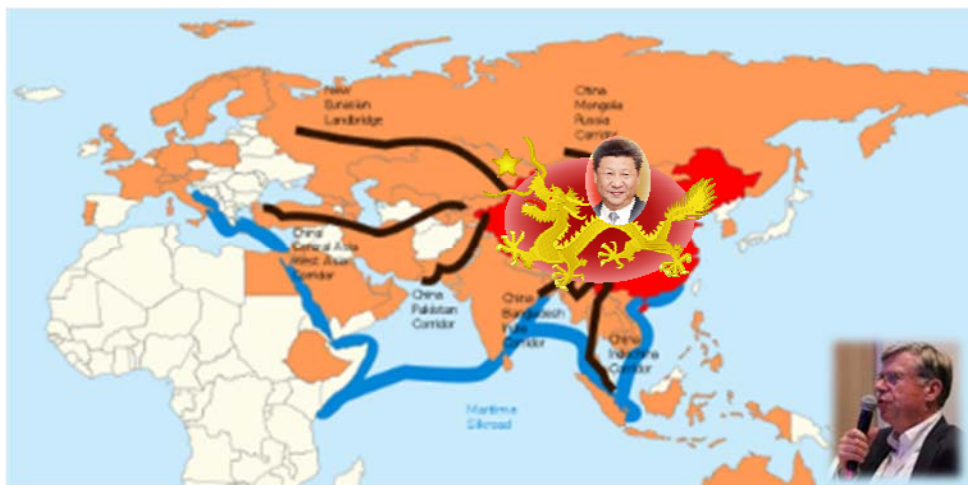 New
Eurasian
Landbridge
China
Mongolia
Russia
Corridor
China
Central Asia
West Asia
Corridor
China
Pakistan
Corridor
China
Bangladesh
India
Corridor
China
Indochina
Corridor
Maritime
Silkroad